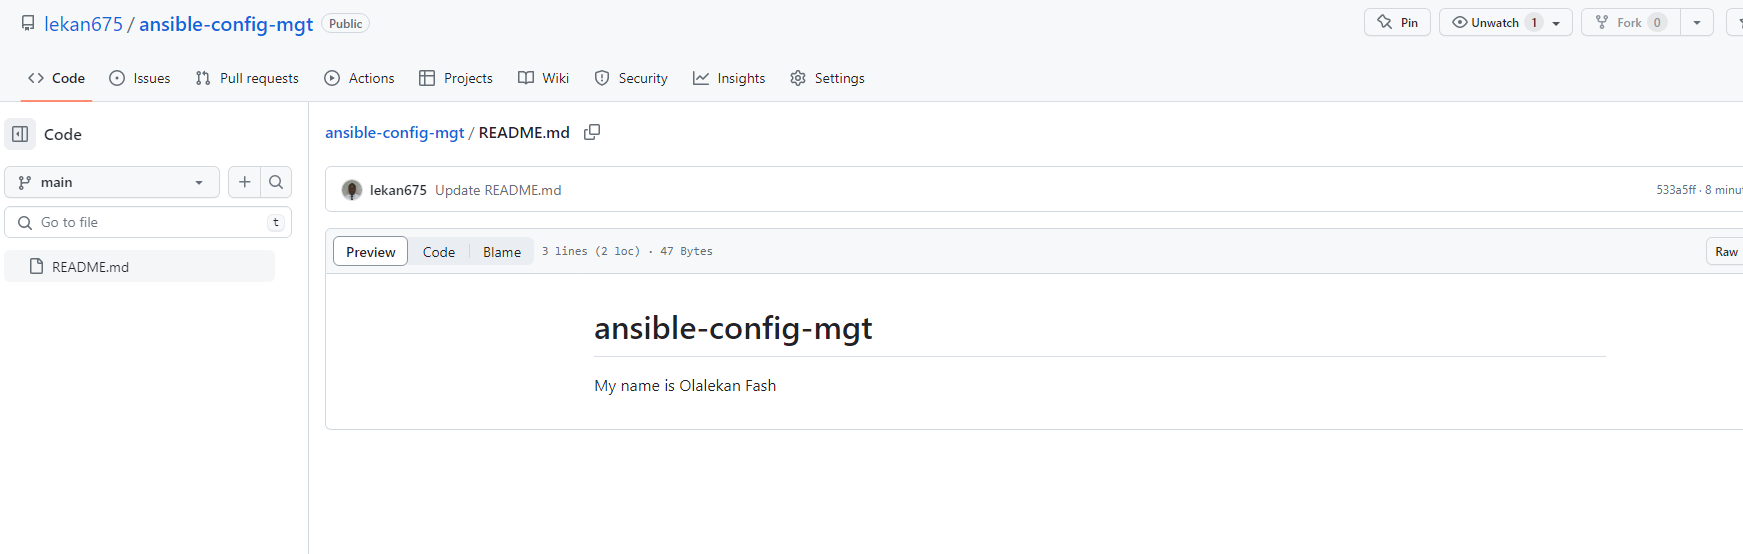 lekan675 / ansible-config-mgt Public
Pin Unwatch 1 Fork 0
Code Issues Pull requests Actions Projects Wiki Security Insights Settings
Code
main
Go to file t
README.md
ansible-config-mgt / README.md
lekan675 Update README.md 533a5ff · 8
Preview Code Blame 3 lines (2 loc) · 47 Bytes Raw
ansible-config-mgt
My name is Olalekan Fash